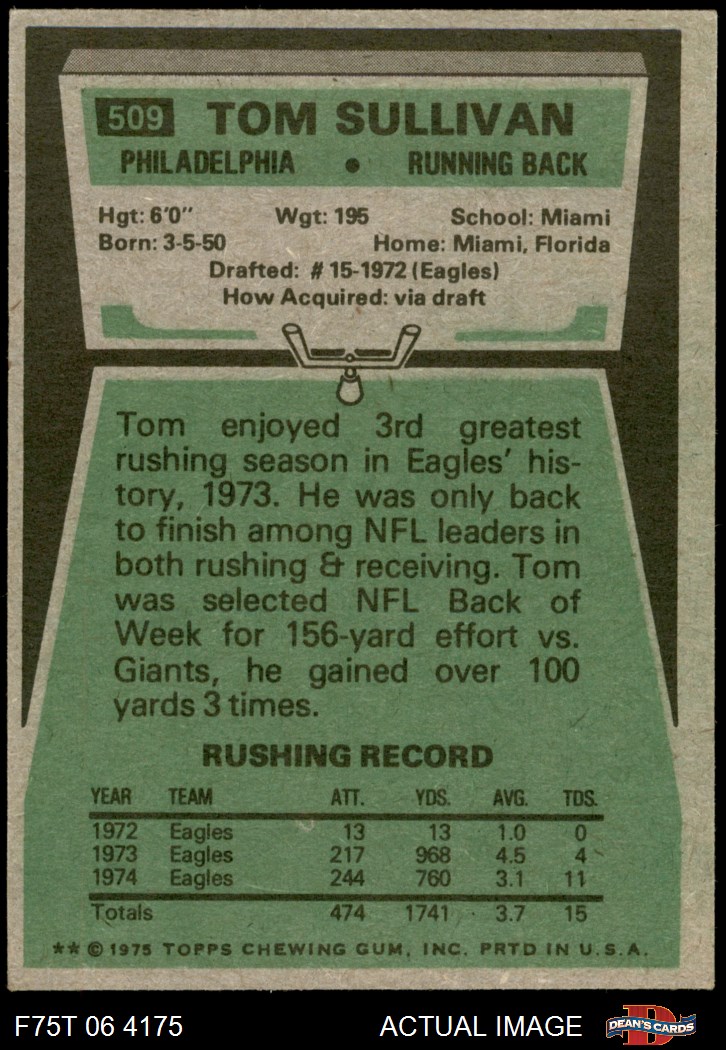 509 TOM SULLIVAN
PHILADELPHIA • RUNNING BACK
Hgt: 6'0" Wgt: 195 School: Miami
Born: 3-5-50 Home: Miami, Florida
Drafted: # 15-1972 (Eagles)
How Acquired: via draft
Tom enjoyed 3rd greatest
rushing season in Eagles' his-
tory, 1973. He was only back
to finish among NFL leaders in
both rushing & receiving. Tom
was selected NFL Back of
Week for 156-yard effort vs.
Giants, he gained over 100
yards 3 times.
RUSHING RECORD
YEAR TEAM ATT. YDS. AVG. TDS.
1972 Eagles 13 13 1.0 0
1973 Eagles 217 968 4.5 4
1974 Eagles 244 760 3.1 11
Totals 474 1741 3.7 15
** © 1975 TOPPS CHEWING GUM, INC. PRTD IN U.S.A.
F75T 06 4175 ACTUAL IMAGE D DEAN'S CARDS